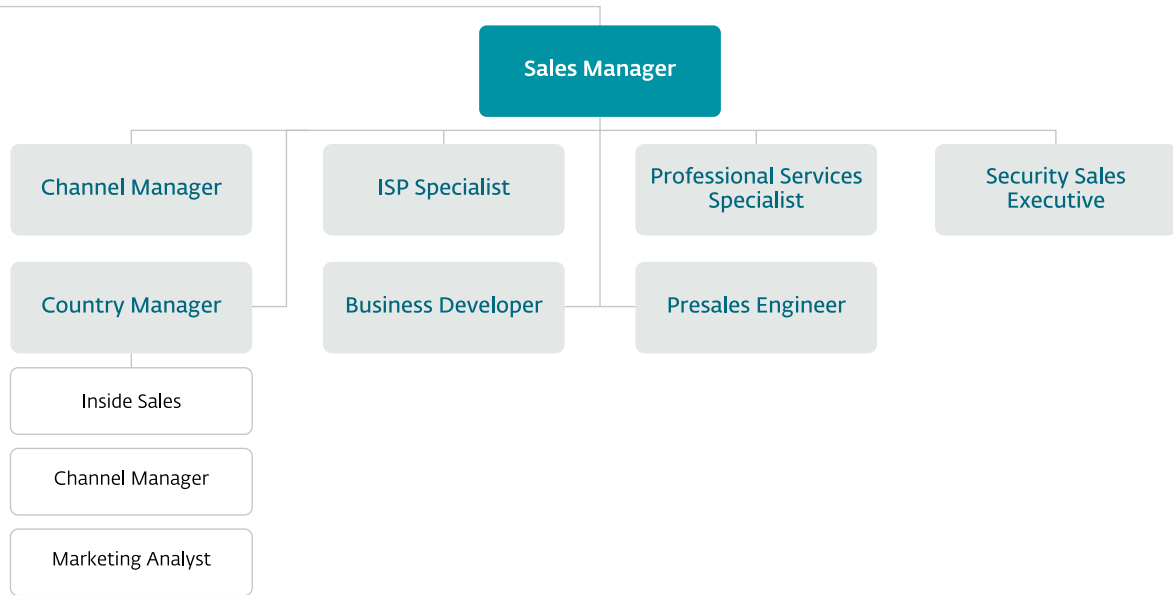 Sales Manager
Channel Manager
ISP Specialist
Professional Services
Specialist
Security Sales
Executive
Country Manager
Business Developer
Presales Engineer
Inside Sales
Channel Manager
Marketing Analyst